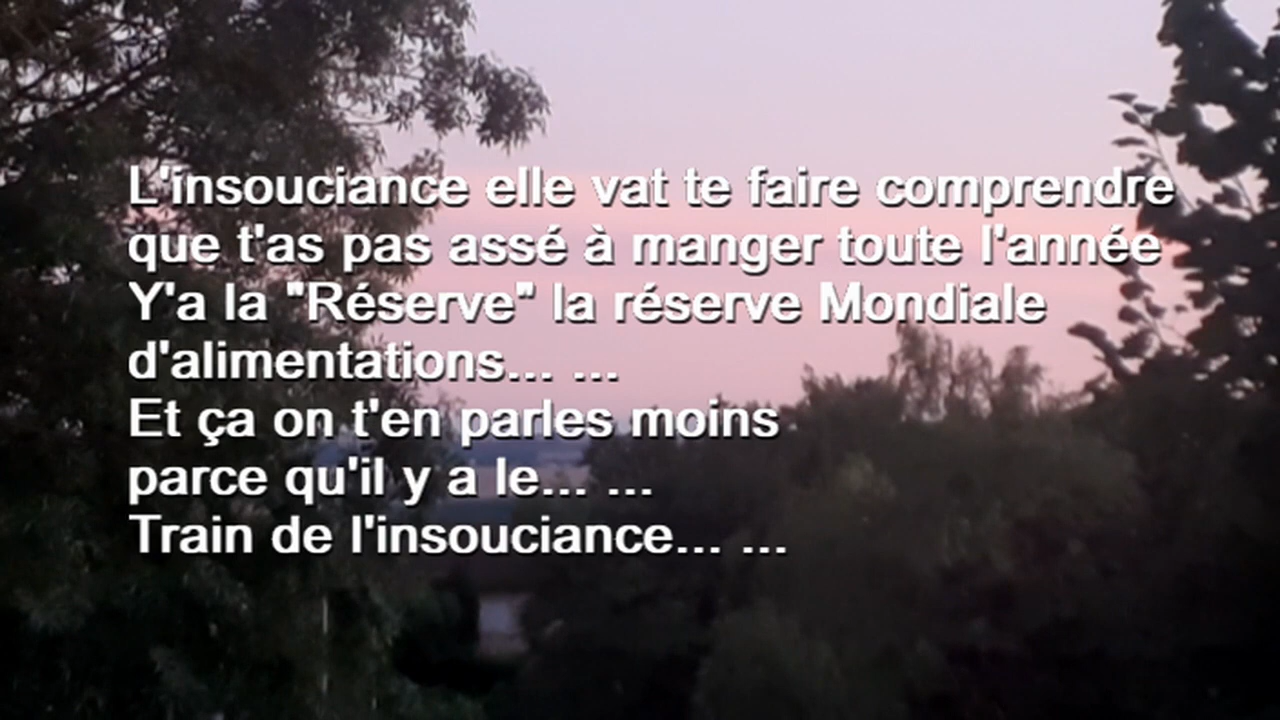 L'insouciance elle vat te faire comprendre
que t'as pas assé à manger toute l'année
Y'a la "Réserve" la réserve Mondiale
d'alimentations... ...
Et ça on t'en parles moins
parce qu'il y a le... ...
Train de l'insouciance... ...